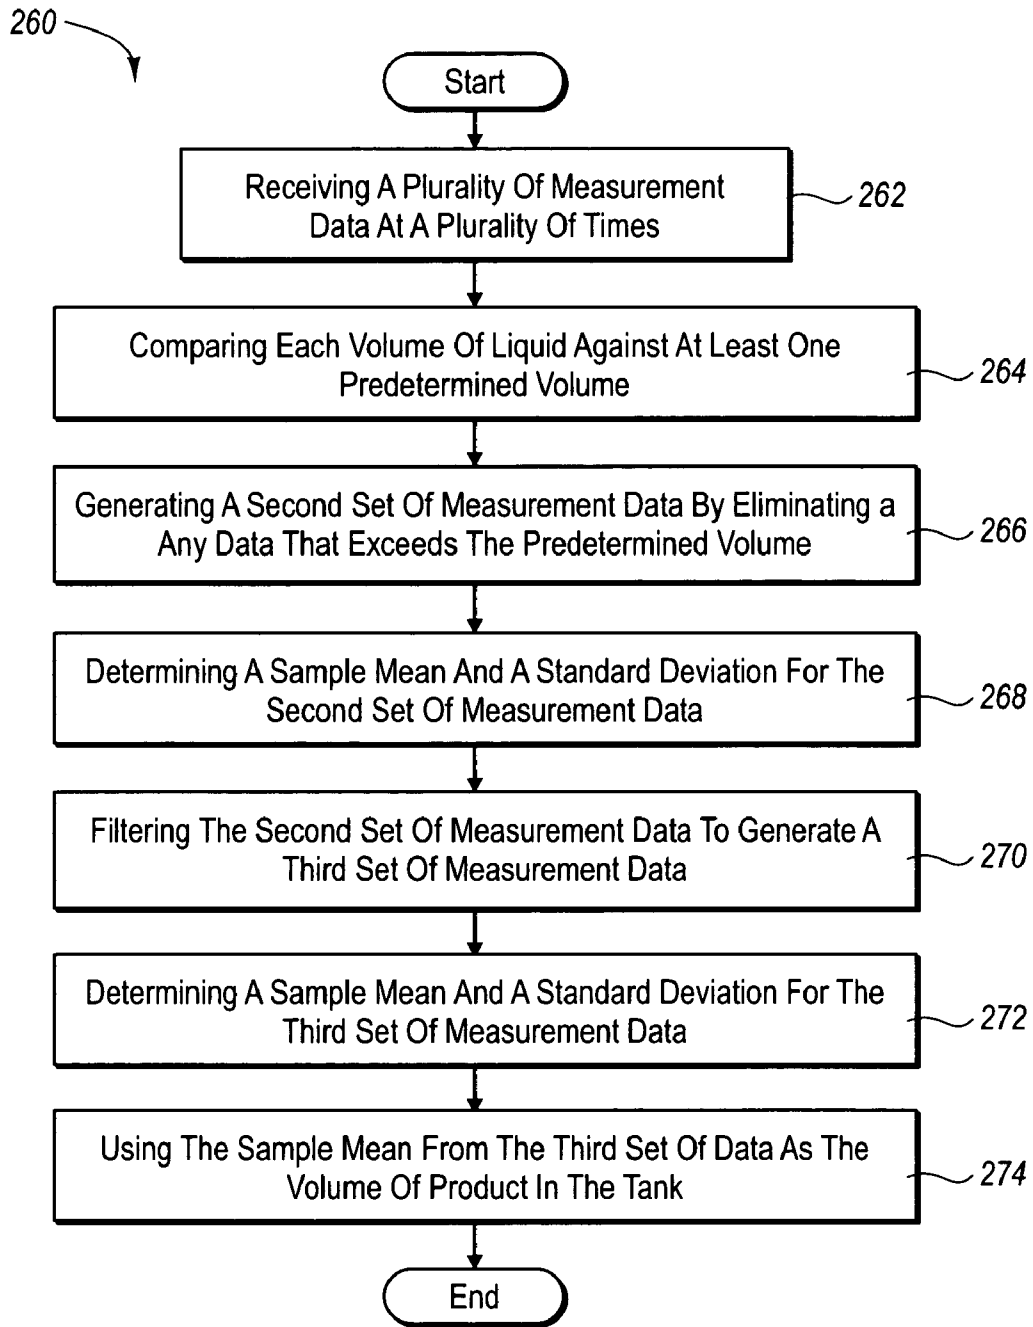 260
Start
Receiving A Plurality Of Measurement
Data At A Plurality Of Times
262
Comparing Each Volume Of Liquid Against At Least One
Predetermined Volume
264
Generating A Second Set Of Measurement Data By Eliminating a
Any Data That Exceeds The Predetermined Volume
266
Determining A Sample Mean And A Standard Deviation For The
Second Set Of Measurement Data
268
Filtering The Second Set Of Measurement Data To Generate A
Third Set Of Measurement Data
270
Determining A Sample Mean And A Standard Deviation For The
Third Set Of Measurement Data
272
Using The Sample Mean From The Third Set Of Data As The
Volume Of Product In The Tank
274
End